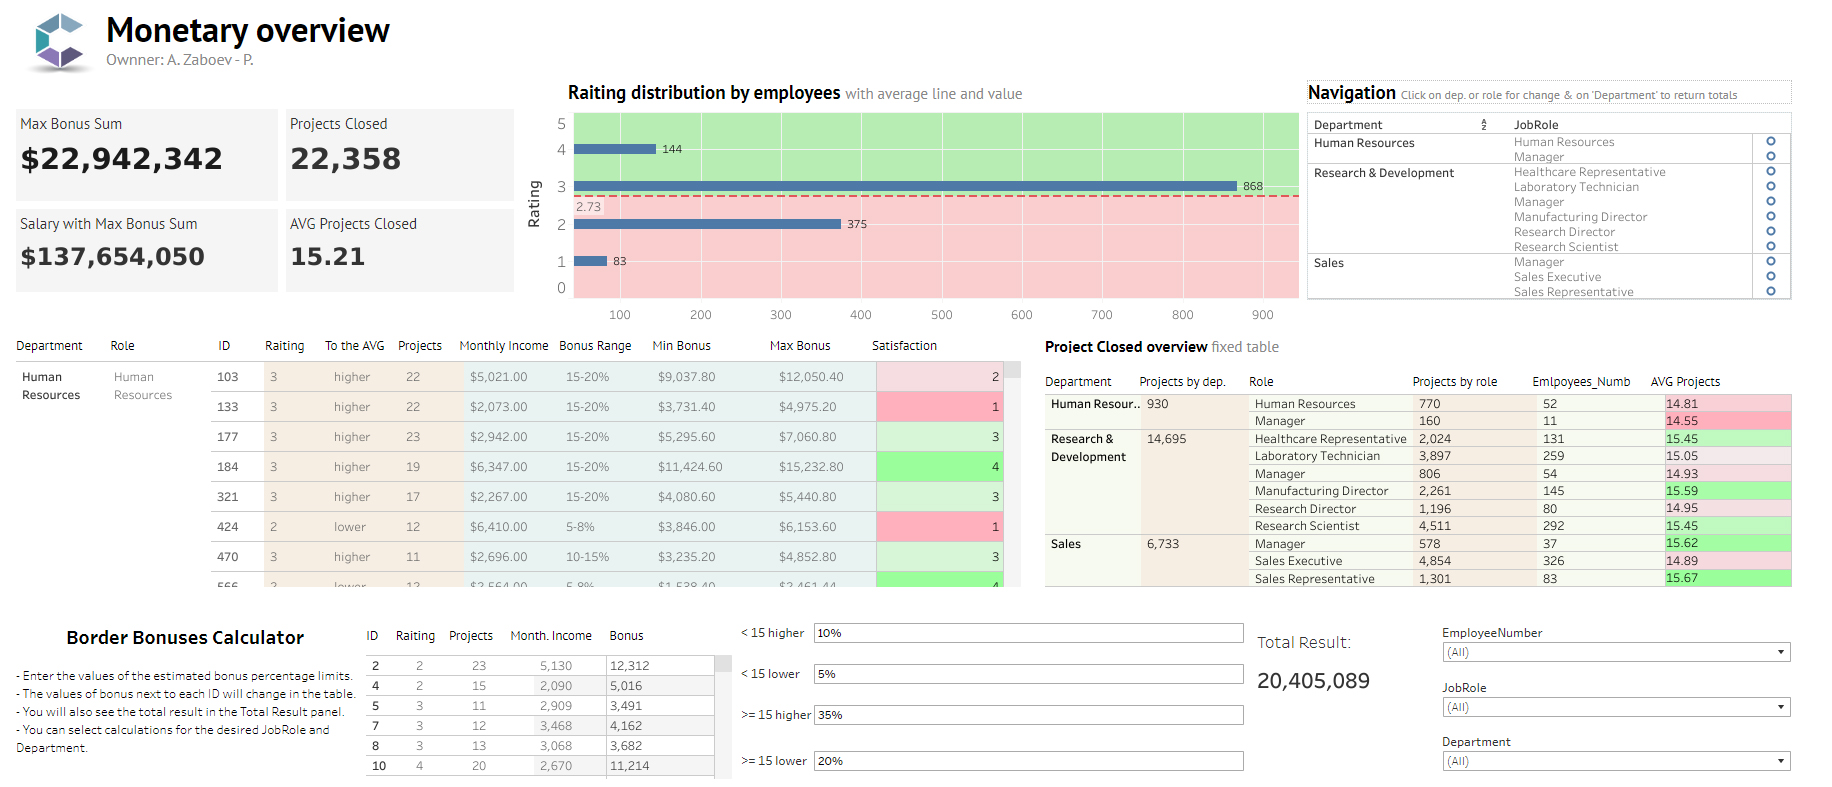 Monetary overview
Ownner: A. Zaboev - P.
Max Bonus Sum
$22,942,342
Projects Closed
22,358
Salary with Max Bonus Sum
$137,654,050
AVG Projects Closed
15.21
Raiting distribution by employees with average line and value
Rating
5
4
3
2
1
0
144
868
2.73
375
83
100 200 300 400 500 600 700 800 900
Navigation Click on dep. or role for change & on 'Department' to return totals
Department JobRole
Human Resources Human Resources
Manager
Research & Development Healthcare Representative
Laboratory Technician
Manager
Manufacturing Director
Research Director
Research Scientist
Sales Manager
Sales Executive
Sales Representative
Department Role ID Raiting To the AVG Projects Monthly Income Bonus Range Min Bonus Max Bonus Satisfaction
Human Resources Human Resources 103 3 higher 22 $5,021.00 15-20% $9,037.80 $12,050.40 2
133 3 higher 22 $2,073.00 15-20% $3,731.40 $4,975.20 1
177 3 higher 23 $2,942.00 15-20% $5,295.60 $7,060.80 3
184 3 higher 19 $6,347.00 15-20% $11,424.60 $15,232.80 4
321 3 higher 17 $2,267.00 15-20% $4,080.60 $5,440.80 3
424 2 lower 12 $6,410.00 5-8% $3,846.00 $6,153.60 1
470 3 higher 11 $2,696.00 10-15% $3,235.20 $4,852.80 3
Project Closed overview fixed table
Department Projects by dep. Role Projects by role Emlpoyees_Numb AVG Projects
Human Resour.. 930 Human Resources 770 52 14.81
Manager 160 11 14.55
Research & Development 14,695 Healthcare Representative 2,024 131 15.45
Laboratory Technician 3,897 259 15.05
Manager 806 54 14.93
Manufacturing Director 2,261 145 15.59
Research Director 1,196 80 14.95
Research Scientist 4,511 292 15.45
Sales 6,733 Manager 578 37 15.62
Sales Executive 4,854 326 14.89
Sales Representative 1,301 83 15.67
Border Bonuses Calculator
- Enter the values of the estimated bonus percentage limits.
- The values of bonus next to each ID will change in the table.
- You will also see the total result in the Total Result panel.
- You can select calculations for the desired JobRole and
Department.
ID Raiting Projects Month. Income Bonus
2 2 23 5,130 12,312
4 2 15 2,090 5,016
5 3 11 2,909 3,491
7 3 12 3,468 4,162
8 3 13 3,068 3,682
10 4 20 2,670 11,214
< 15 higher 10%
< 15 lower 5%
>= 15 higher 35%
>= 15 lower 20%
Total Result:
20,405,089
EmployeeNumber
(All)
JobRole
(All)
Department
(All)